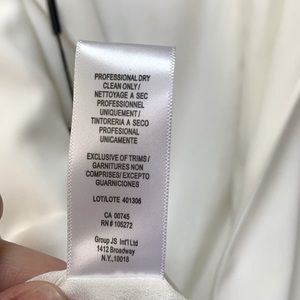 PROFESSIONAL DRY
CLEAN ONLY/
NETTOYAGE A SEC
PROFESSIONNEL
UNIQUEMENT/
TINTORERIA A SECO
PROFESIONAL
UNICAMENTE
EXCLUSIVE OF TRIMS/
GARNITURES NON
COMPRISES/ EXCEPTO
GUARNICIONES
LOT/LOTE 401306
CA 00745
RN # 105272
Group JS Int'l Ltd
1412 Broadway
N.Y.,10018